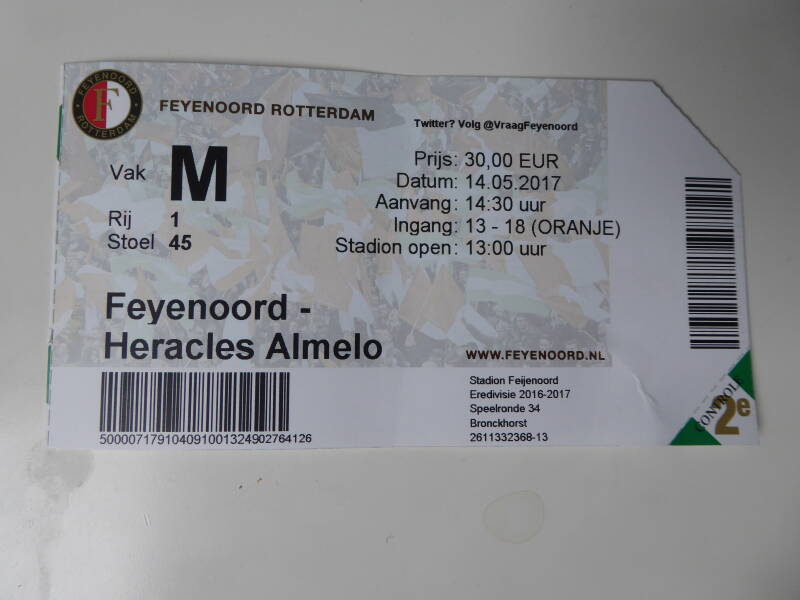 FEYENOORD
ROTTERDAM
F
FEYENOORD ROTTERDAM
Twitter? Volg @VraagFeyenoord
Vak M
Rij 1
Stoel 45
Prijs: 30,00 EUR
Datum: 14.05.2017
Aanvang: 14:30 uur
Ingang: 13 - 18 (ORANJE)
Stadion open: 13:00 uur
Feyenoord -
Heracles Almelo
WWW.FEYENOORD.NL
Stadion Feijenoord
Eredivisie 2016-2017
Speelronde 34
Bronckhorst
2611332368-13
500007179104091001324902764126
CONTROLE
2e